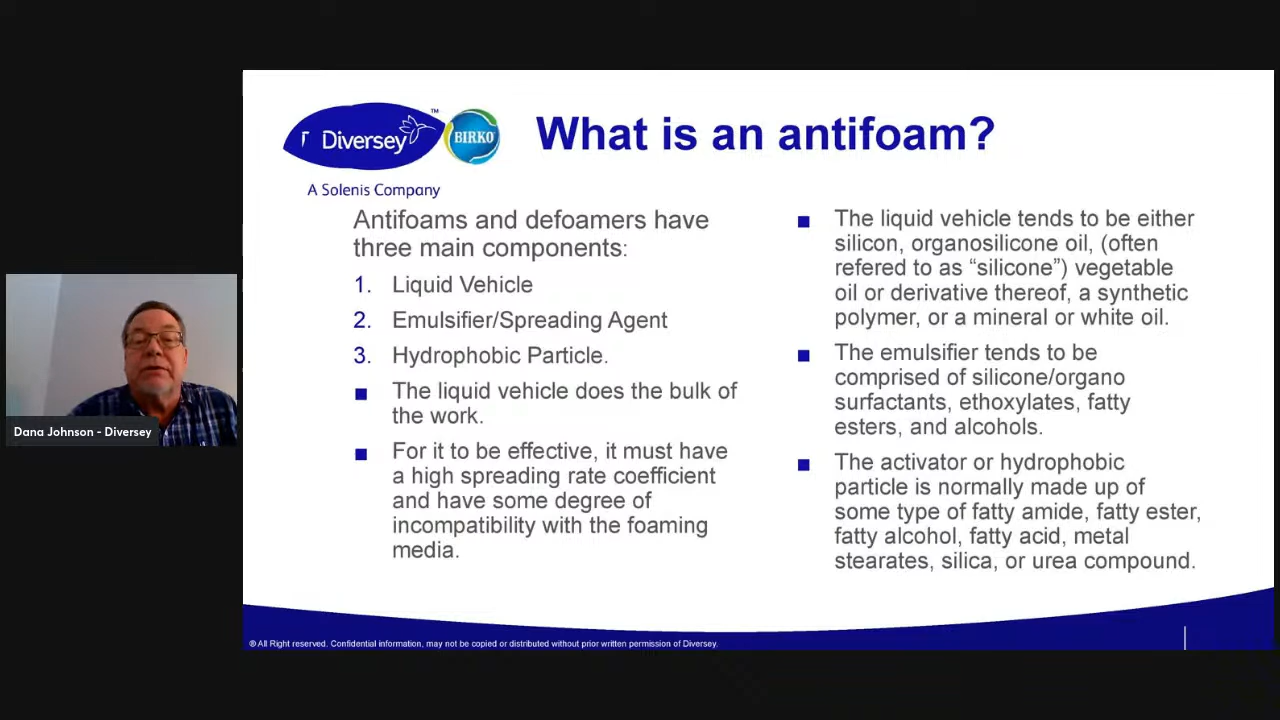 Diversey
™
BIRKO
A Solenis Company
What is an antifoam?
Antifoams and defoamers have
three main components:
1. Liquid Vehicle
2. Emulsifier/Spreading Agent
3. Hydrophobic Particle.
■ The liquid vehicle does the bulk of
the work.
■ For it to be effective, it must have
a high spreading rate coefficient
and have some degree of
incompatibility with the foaming
media.
■ The liquid vehicle tends to be either
silicon, organosilicone oil, (often
refered to as “silicone”) vegetable
oil or derivative thereof, a synthetic
polymer, or a mineral or white oil.
■ The emulsifier tends to be
comprised of silicone/organo
surfactants, ethoxylates, fatty
esters, and alcohols.
■ The activator or hydrophobic
particle is normally made up of
some type of fatty amide, fatty ester,
fatty alcohol, fatty acid, metal
stearates, silica, or urea compound.
Dana Johnson - Diversey
® All Right reserved. Confidential information, may not be copied or distributed without prior written permission of Diversey.